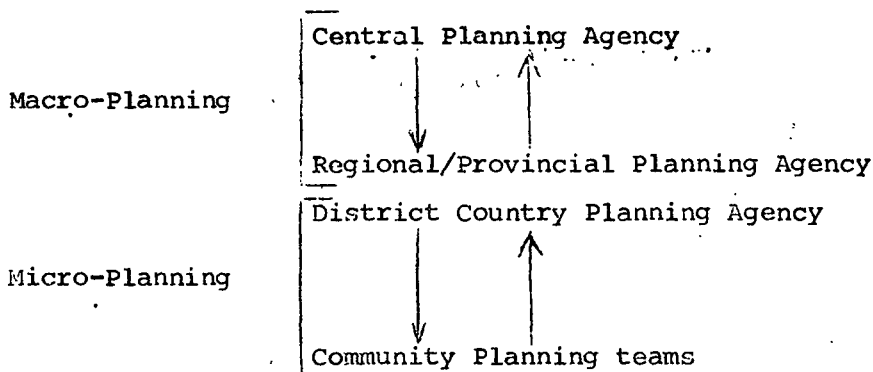 Central Planning Agency
Macro-Planning
Regional/Provincial Planning Agency
District Country Planning Agency
Micro-Planning
Community Planning teams